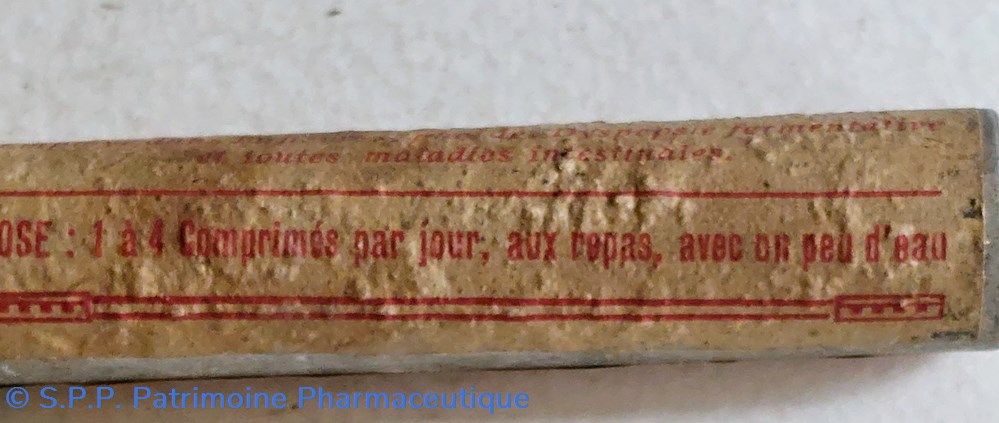 Dyspepsie fermentative
et toutes maladies intestinales.
OSE : 1 à 4 Comprimés par jour, aux repas, avec un peu d'eau
© S.P.P. Patrimoine Pharmaceutique